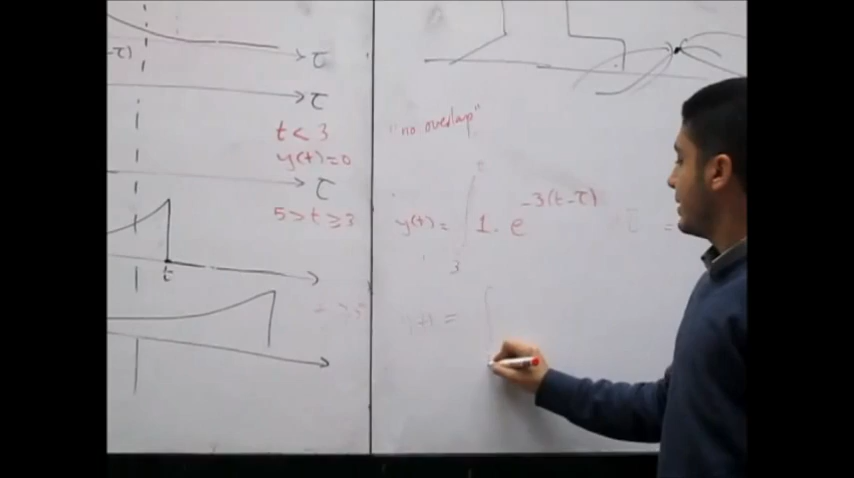 -τ)
τ
τ
t < 3
y(t)=0
τ
5 > t ≥ 3
t
"no overlap"
y(t) = ∫ 1. e^-3(t-τ)
3